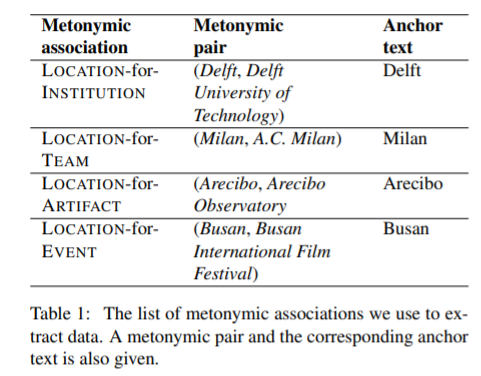 Metonymic Metonymic Anchor
association pair text
LOCATION-for- (Delft, Delft Delft
INSTITUTION University of
Technology)
LOCATION-for- (Milan, A.C. Milan) Milan
TEAM
LOCATION-for- (Arecibo, Arecibo Arecibo
ARTIFACT Observatory
LOCATION-for- (Busan, Busan Busan
EVENT International Film
Festival)
Table 1: The list of metonymic associations we use to ex-
tract data. A metonymic pair and the corresponding anchor
text is also given.